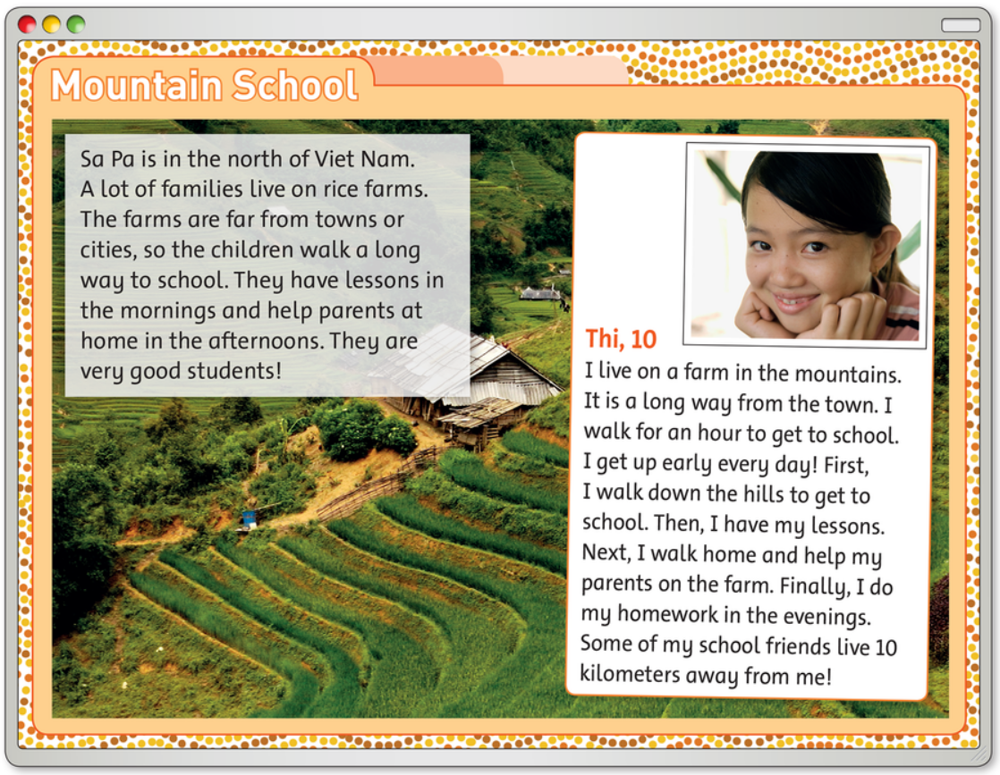 Mountain School
Sa Pa is in the north of Viet Nam.
A lot of families live on rice farms.
The farms are far from towns or
cities, so the children walk a long
way to school. They have lessons in
the mornings and help parents at
home in the afternoons. They are
very good students!
Thi, 10
I live on a farm in the mountains.
It is a long way from the town. I
walk for an hour to get to school.
I get up early every day! First,
I walk down the hills to get to
school. Then, I have my lessons.
Next, I walk home and help my
parents on the farm. Finally, I do
my homework in the evenings.
Some of my school friends live 10
kilometers away from me!